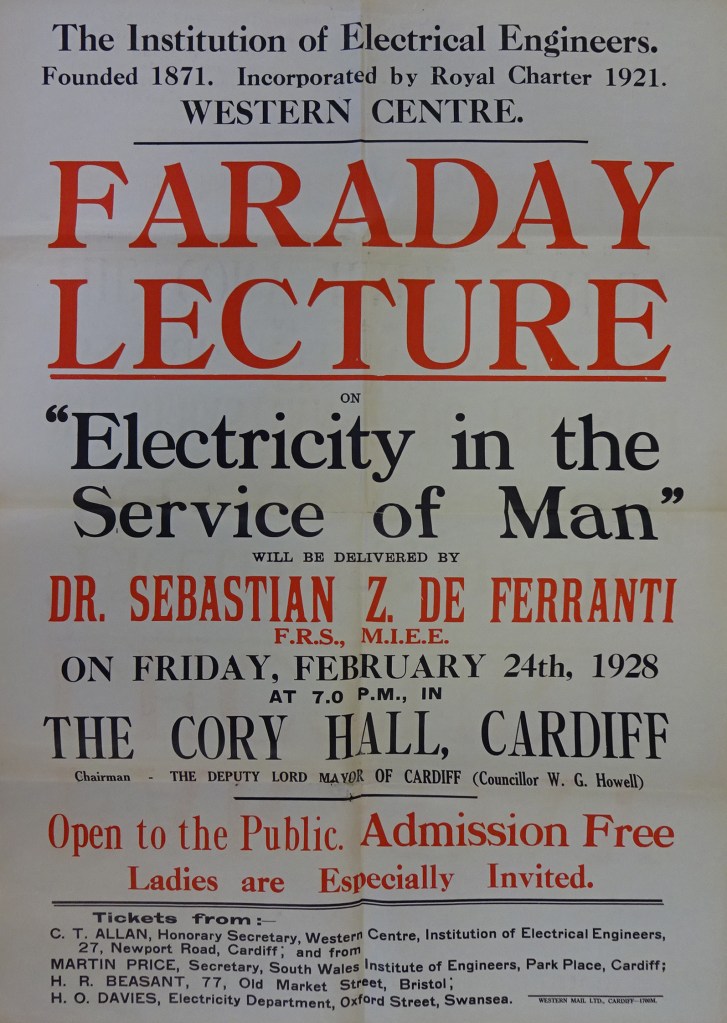 The Institution of Electrical Engineers.
Founded 1871. Incorporated by Royal Charter 1921.
WESTERN CENTRE.
FARADAY
LECTURE
ON
“Electricity in the
Service of Man”
WILL BE DELIVERED BY
DR. SEBASTIAN Z. DE FERRANTI
F.R.S., M.I.E.E.
ON FRIDAY, FEBRUARY 24th, 1928
AT 7.0 P.M., IN
THE CORY HALL, CARDIFF
Chairman - THE DEPUTY LORD MAYOR OF CARDIFF (Councillor W. G. Howell)
Open to the Public. Admission Free
Ladies are Especially Invited.
Tickets from:—
C. T. ALLAN, Honorary Secretary, Western Centre, Institution of Electrical Engineers,
27, Newport Road, Cardiff; and from
MARTIN PRICE, Secretary, South Wales Institute of Engineers, Park Place, Cardiff;
H. R. BEASANT, 77, Old Market Street, Bristol;
H. O. DAVIES, Electricity Department, Oxford Street, Swansea.
WESTERN MAIL LTD., CARDIFF—